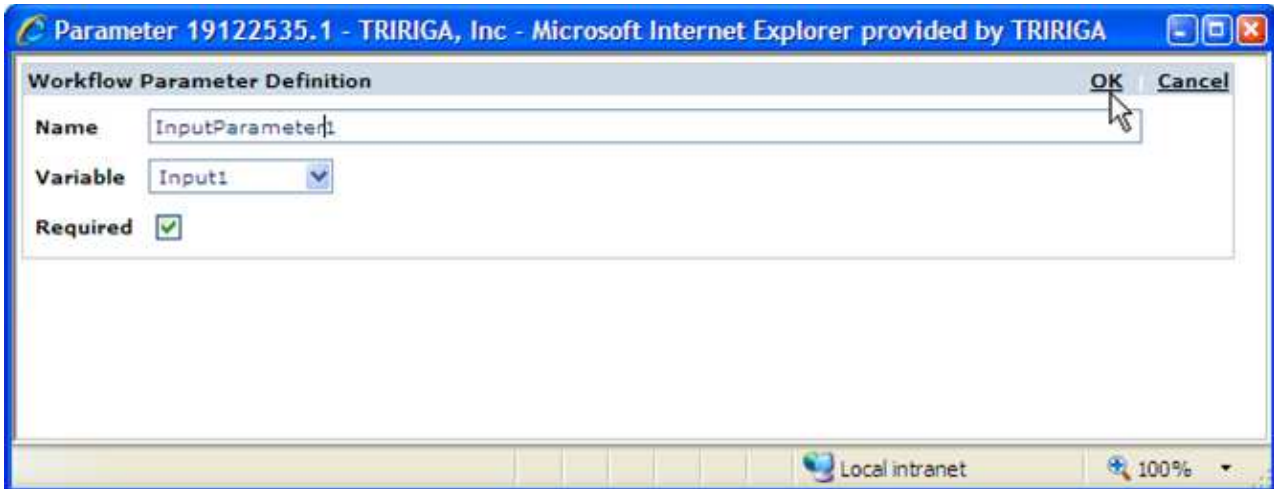 Parameter 19122535.1 - TRIRIGA, Inc - Microsoft Internet Explorer provided by TRIRIGA
Workflow Parameter Definition OK Cancel
Name InputParameter1
Variable Input1
Required
Local intranet 100%